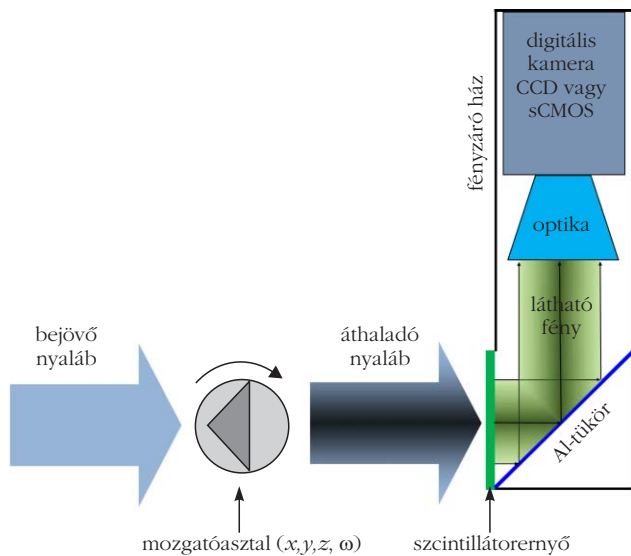 digitális
kamera
CCD vagy
sCMOS
fényzáró ház
optika
látható
fény
bejövő
nyaláb
áthaladó
nyaláb
Al-tükör
mozgatóasztal (x,y,z, ω)
szcintillátorernyő